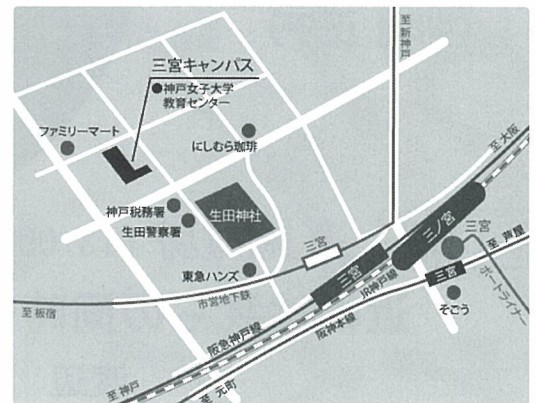 至新神戸
三宮キャンパス
神戸女子大学
教育センター
ファミリーマート
にしむら珈琲
至大阪
神戸税務署
生田警察署
生田神社
三宮
三ノ宮
三宮
至 芦屋
東急ハンズ
三宮
三宮
市営地下鉄
JR神戸線
そごう
ポートライナー
至 板宿
阪急神戸線
阪神本線
至 神戸
至 元町